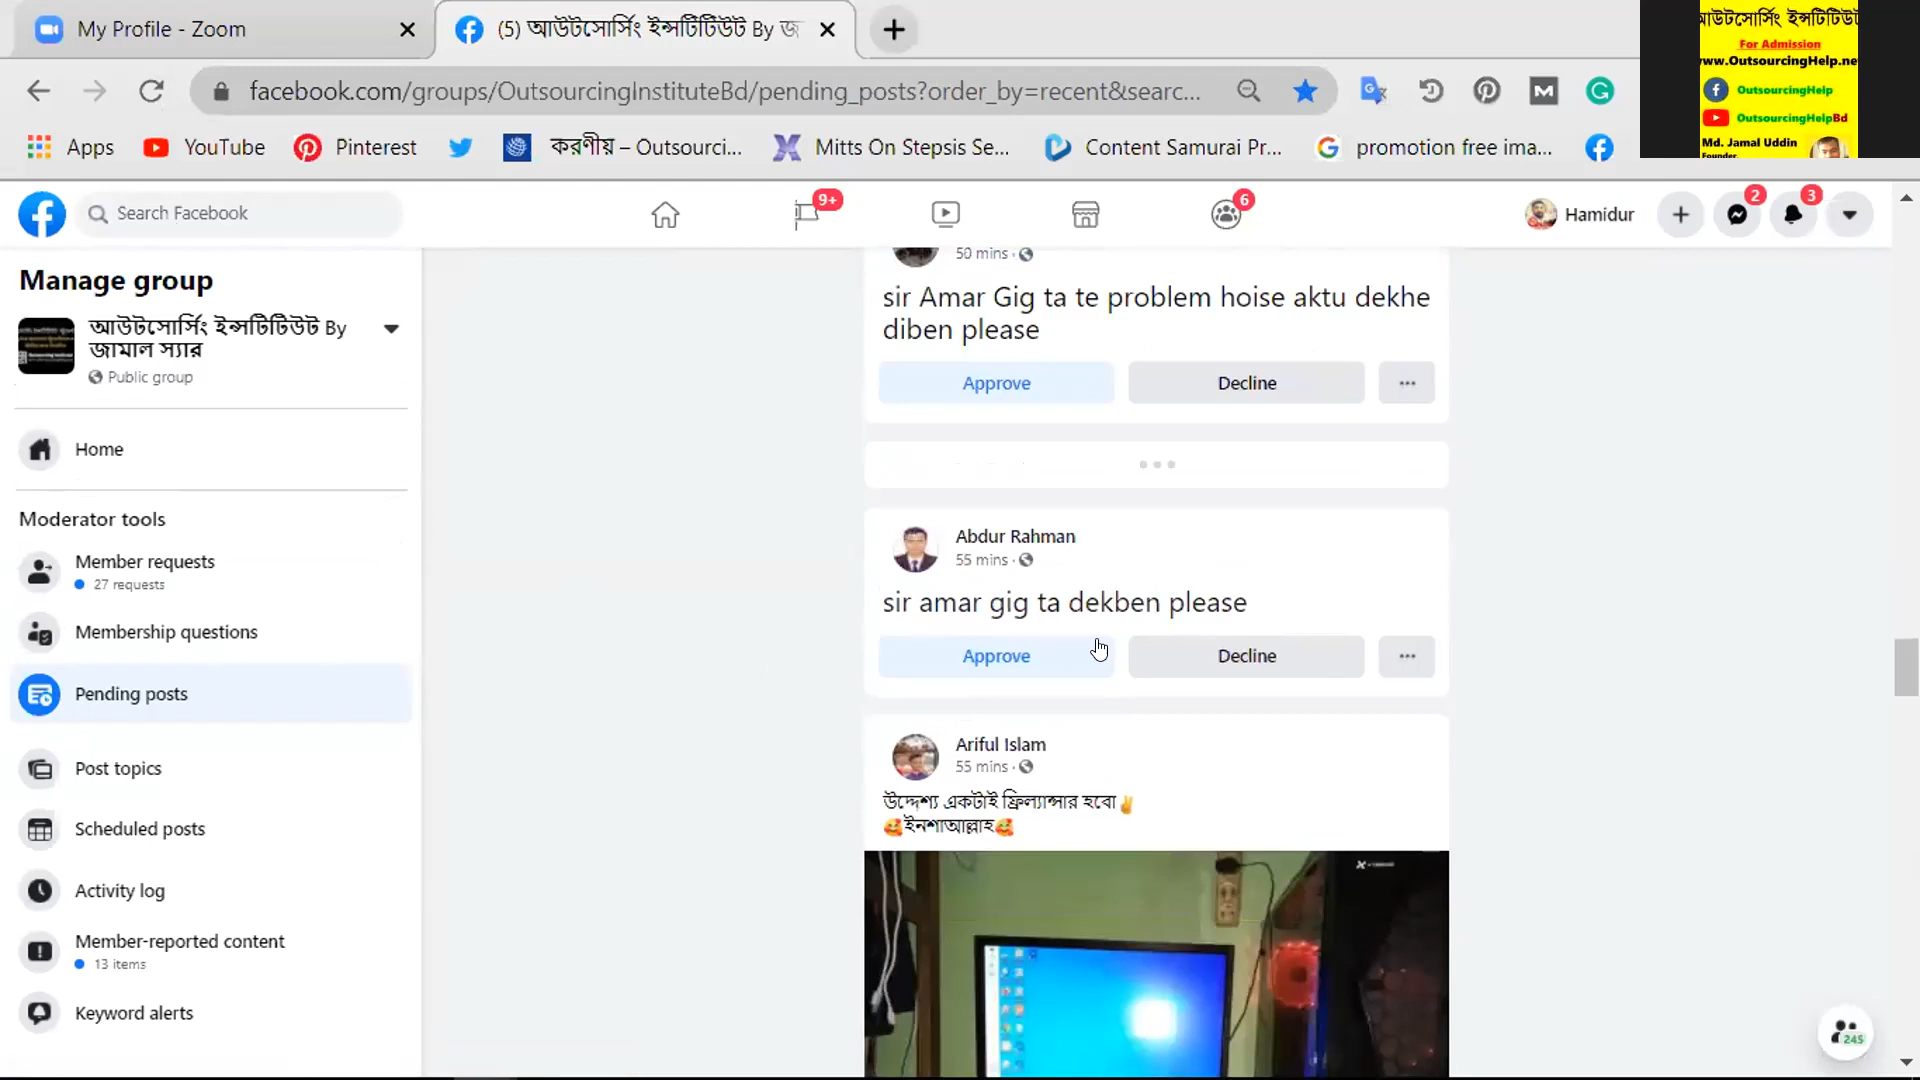 My Profile - Zoom
(5) আউটসোর্সিং ইন্সটিটিউট By জ
facebook.com/groups/OutsourcingInstituteBd/pending_posts?order_by=recent&searc...
Apps
YouTube
Pinterest
করণীয় – Outsourci...
Mitts On Stepsis Se...
Content Samurai Pr...
promotion free ima...
আউটসোর্সিং ইন্সটিটিউট
For Admission
www.OutsourcingHelp.ne
OutsourcingHelp
OutsourcingHelpBd
Md. Jamal Uddin
Founder,
Search Facebook
9+
6
Hamidur
2
3
Manage group
আউটসোর্সিং ইন্সটিটিউট By
জামাল স্যার
Public group
Home
Moderator tools
Member requests
27 requests
Membership questions
Pending posts
Post topics
Scheduled posts
Activity log
Member-reported content
13 items
Keyword alerts
50 mins ·
sir Amar Gig ta te problem hoise aktu dekhe
diben please
Approve
Decline
Abdur Rahman
55 mins ·
sir amar gig ta dekben please
Approve
Decline
Ariful Islam
55 mins ·
উদ্দেশ্য একটাই ফ্রিল্যান্সার হবো✌
🥰ইনশাআল্লাহ🥰
245